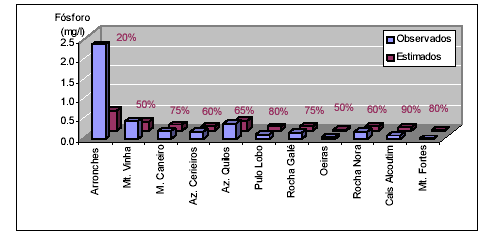 Fósforo
(mg/l)
2.5
2.0
1.5
1.0
0.5
0.0
20%
50%
75%
60%
65%
80%
75%
50%
60%
90%
80%
Observados
Estimados
Arronches
Mt. Vinha
M. Caneiro
Az. Cerieiros
Az. Quilos
Pulo Lobo
Rocha Galé
Oeiras
Rocha Nora
Cais Alcoutim
Mt. Fortes